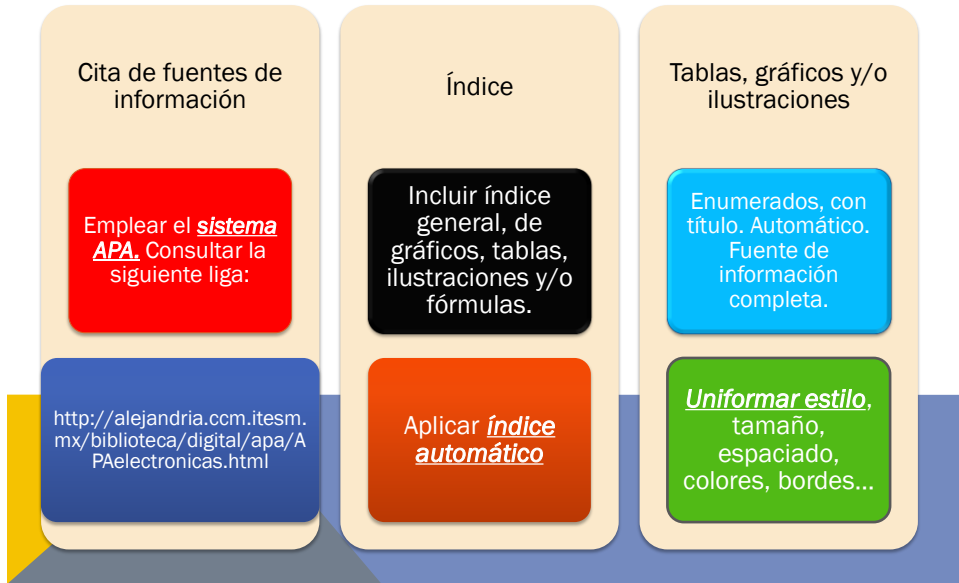 Cita de fuentes de
información
Emplear el sistema
APA. Consultar la
siguiente liga:
http://alejandria.ccm.itesm.
mx/biblioteca/digital/apa/A
PAelectronicas.html
Índice
Incluir índice
general, de
gráficos, tablas,
ilustraciones y/o
fórmulas.
Aplicar índice
automático
Tablas, gráficos y/o
ilustraciones
Enumerados, con
título. Automático.
Fuente de
información
completa.
Uniformar estilo,
tamaño,
espaciado,
colores, bordes...